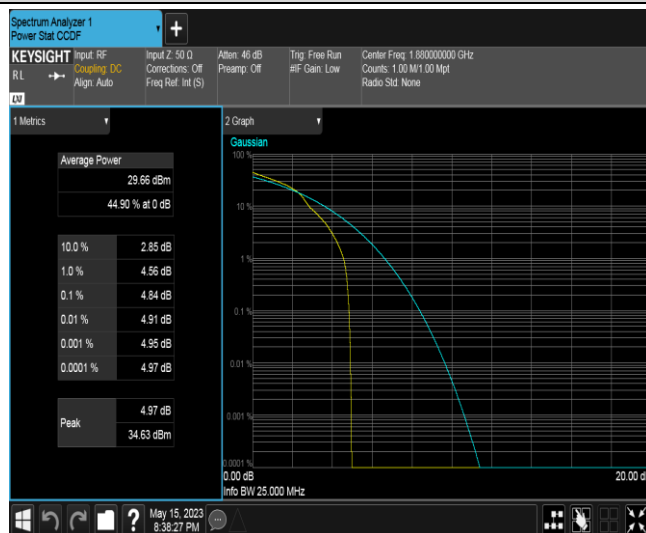 Spectrum Analyzer 1
Power Stat CCDF
+
KEYSIGHT
RL
LXI
Input: RF
Coupling: DC
Align: Auto
Input Z: 50 Ω
Corrections: Off
Freq Ref: Int (S)
Atten: 46 dB
Preamp: Off
Trig: Free Run
#IF Gain: Low
Center Freq: 1.880000000 GHz
Counts: 1.00 M/1.00 Mpt
Radio Std: None
1 Metrics
Average Power
29.66 dBm
44.90 % at 0 dB
10.0 % 2.85 dB
1.0 % 4.56 dB
0.1 % 4.84 dB
0.01 % 4.91 dB
0.001 % 4.95 dB
0.0001 % 4.97 dB
Peak
4.97 dB
34.63 dBm
2 Graph
Gaussian
100 %
10 %
1 %
0.1 %
0.01 %
0.001 %
0.0001 %
0.00 dB
20.00 d
Info BW 25.000 MHz
?
May 15, 2023
8:38:27 PM